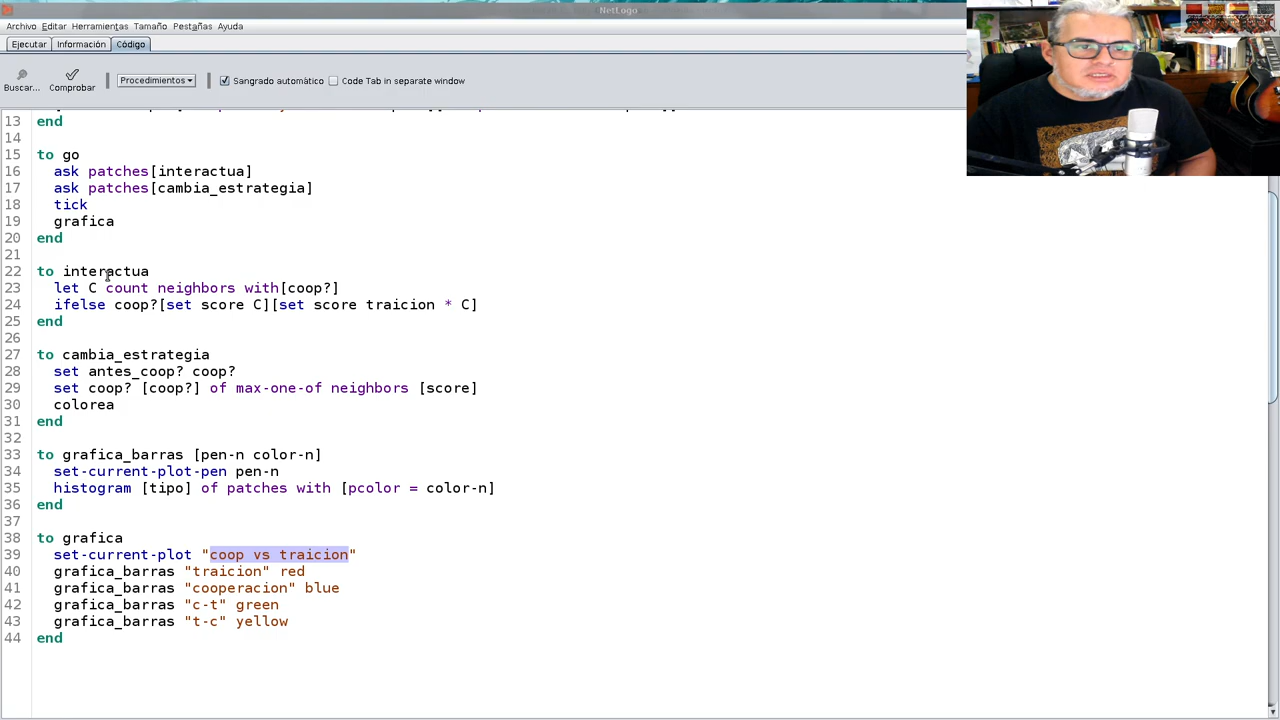 NetLogo
Archivo Editar Herramientas Tamaño Pestañas Ayuda
Ejecutar Información Código
Buscar... Comprobar Procedimientos Sangrado automático Code Tab in separate window
13 end
14
15 to go
16 ask patches[interactua]
17 ask patches[cambia_estrategia]
18 tick
19 grafica
20 end
21
22 to interactua
23 let C count neighbors with[coop?]
24 ifelse coop?[set score C][set score traicion * C]
25 end
26
27 to cambia_estrategia
28 set antes_coop? coop?
29 set coop? [coop?] of max-one-of neighbors [score]
30 colorea
31 end
32
33 to grafica_barras [pen-n color-n]
34 set-current-plot-pen pen-n
35 histogram [tipo] of patches with [pcolor = color-n]
36 end
37
38 to grafica
39 set-current-plot "coop vs traicion"
40 grafica_barras "traicion" red
41 grafica_barras "cooperacion" blue
42 grafica_barras "c-t" green
43 grafica_barras "t-c" yellow
44 end